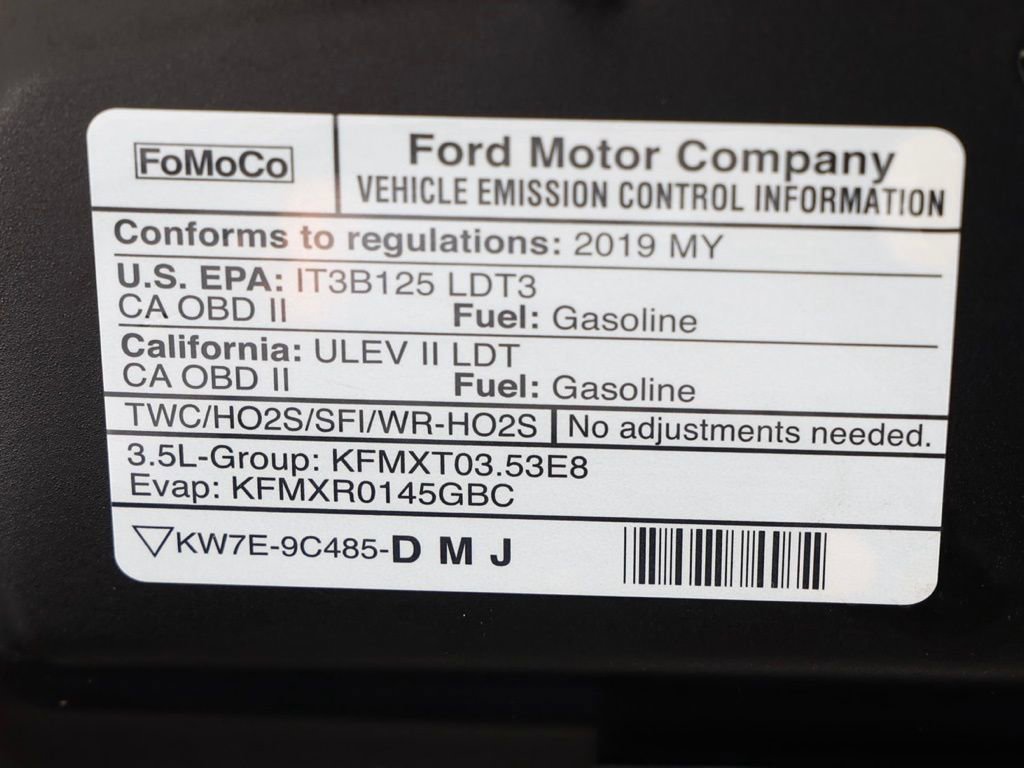 FoMoCo
Ford Motor Company
VEHICLE EMISSION CONTROL INFORMATION
Conforms to regulations: 2019 MY
U.S. EPA: IT3B125 LDT3
CA OBD II Fuel: Gasoline
California: ULEV II LDT
CA OBD II Fuel: Gasoline
TWC/HO2S/SFI/WR-HO2S No adjustments needed.
3.5L-Group: KFMXT03.53E8
Evap: KFMXR0145GBC
KW7E-9C485-D M J